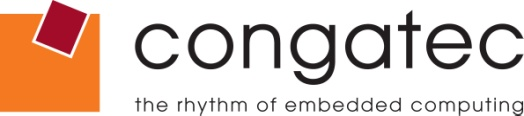 congatec
the rhythm of embedded computing